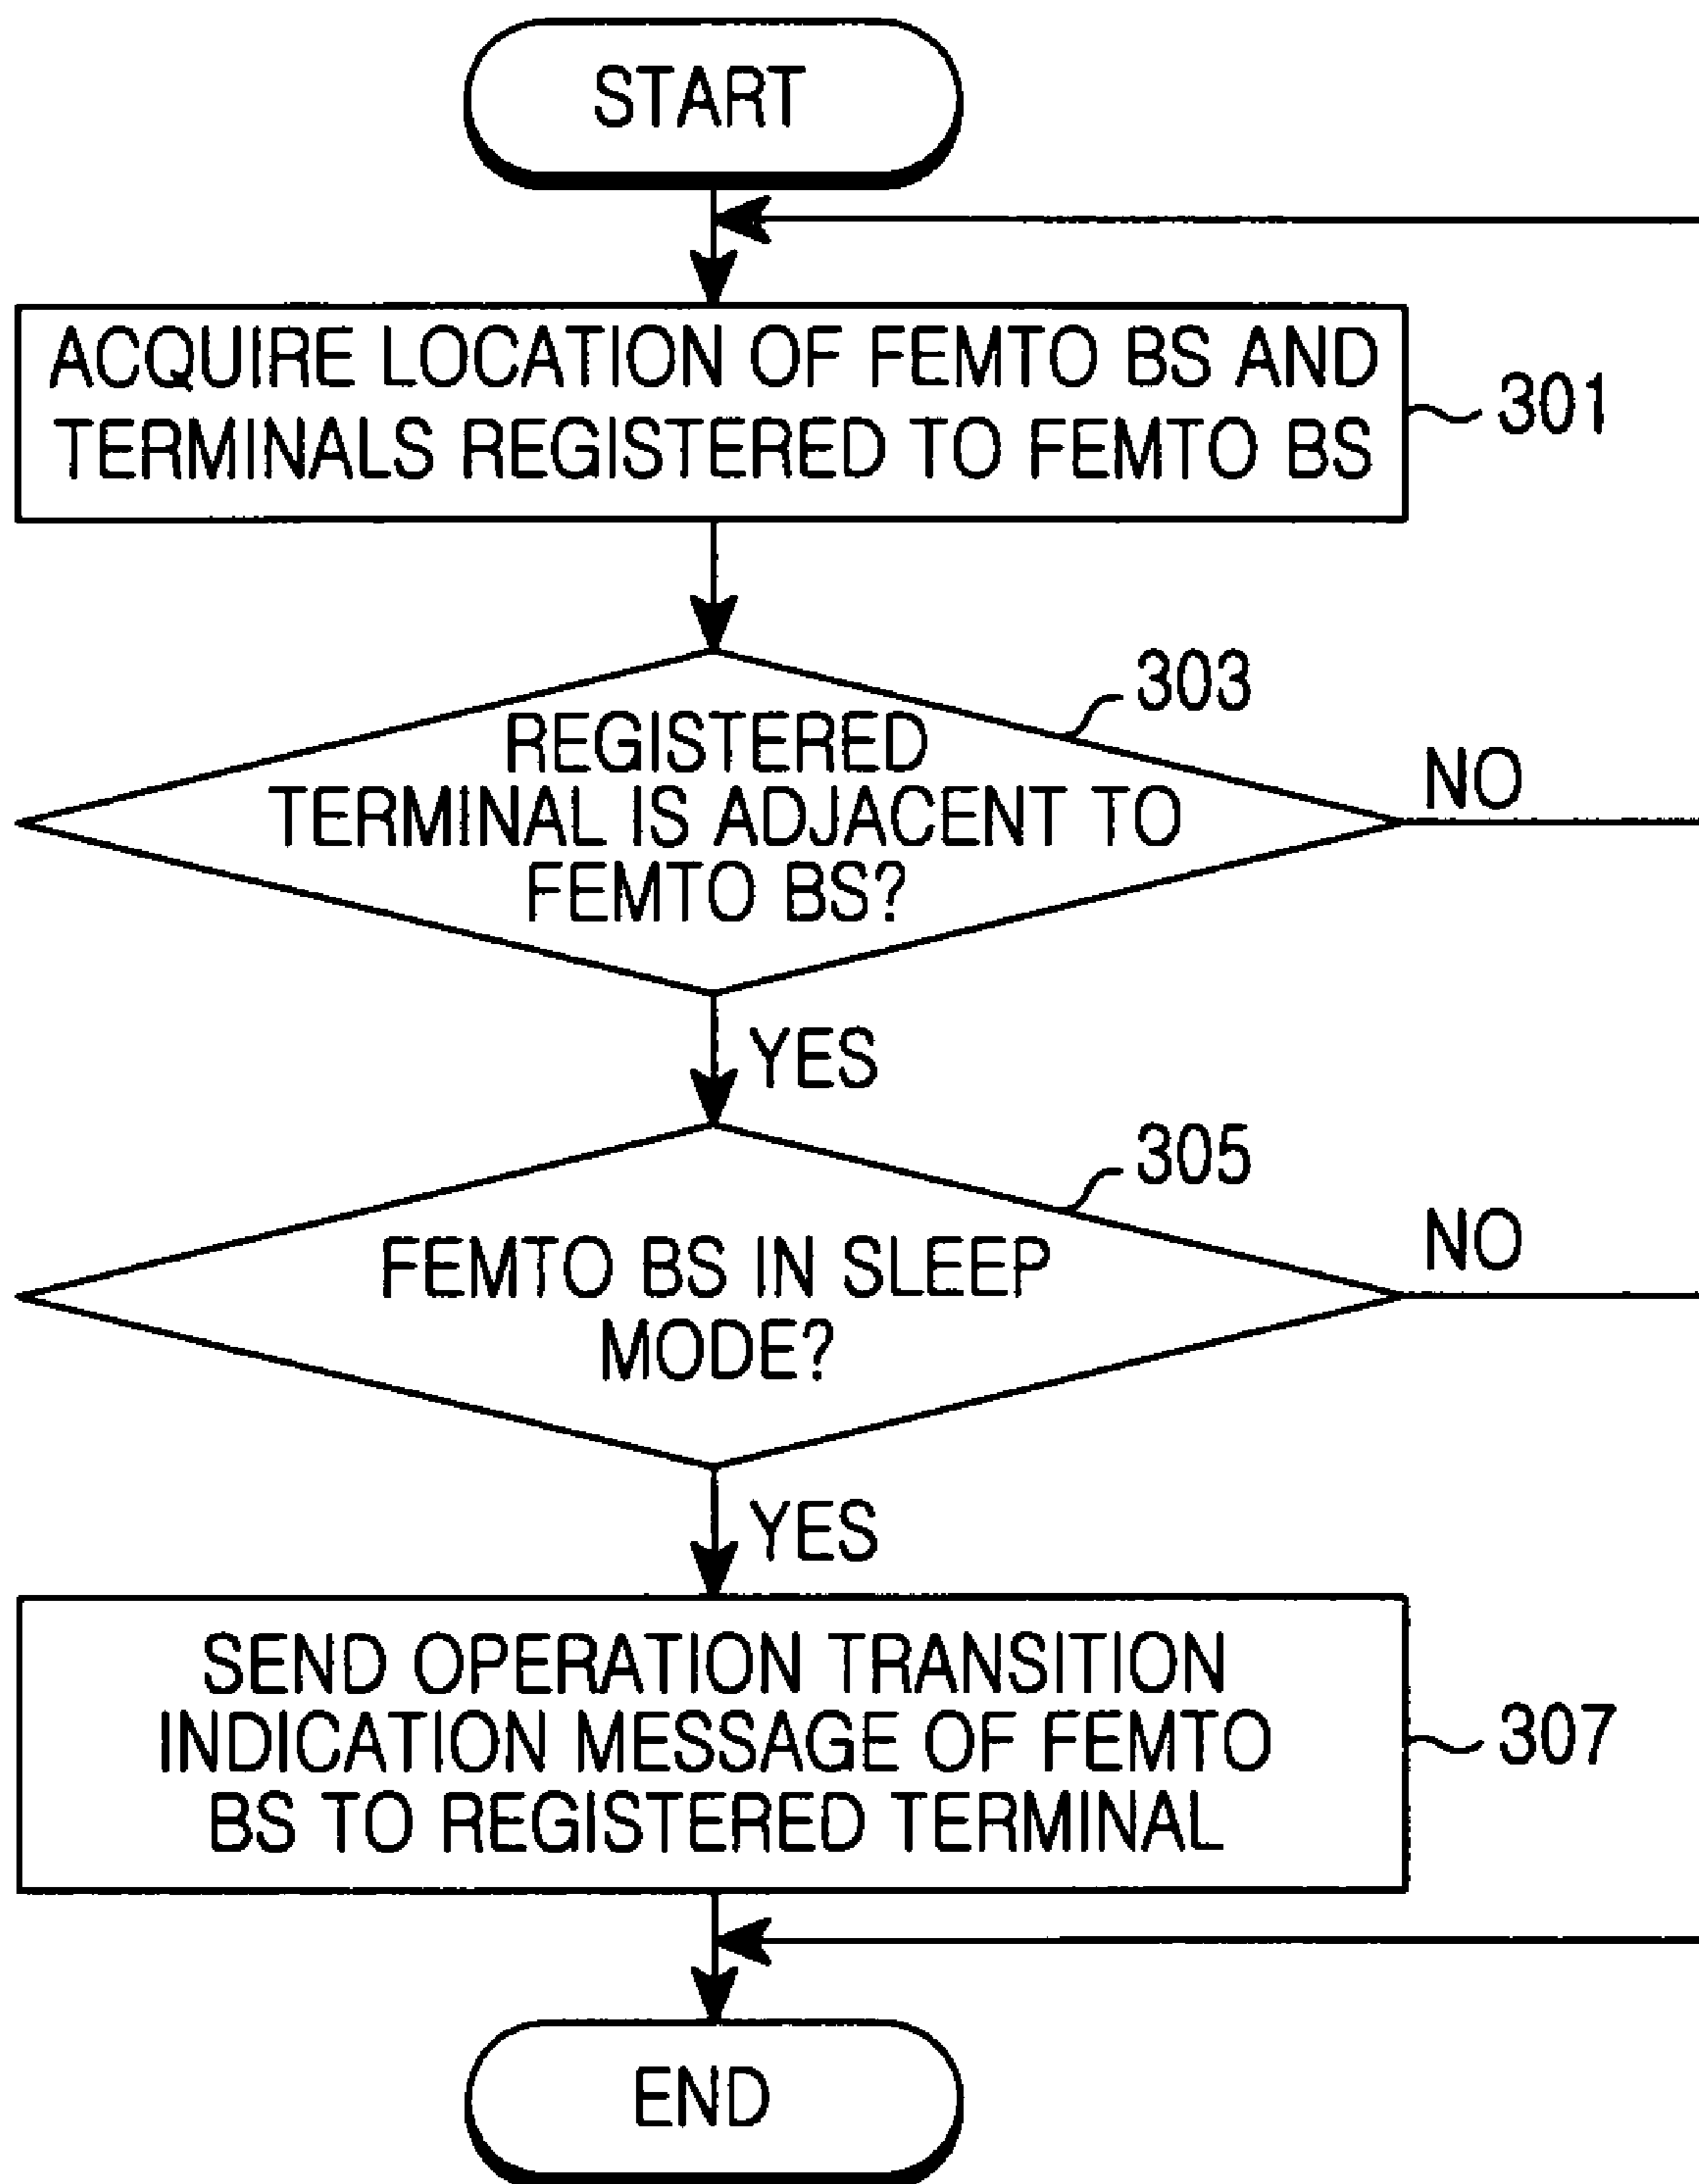 START
ACQUIRE LOCATION OF FEMTO BS AND
TERMINALS REGISTERED TO FEMTO BS
301
303
REGISTERED
TERMINAL IS ADJACENT TO
FEMTO BS?
NO
YES
305
FEMTO BS IN SLEEP
MODE?
NO
YES
SEND OPERATION TRANSITION
INDICATION MESSAGE OF FEMTO
BS TO REGISTERED TERMINAL
307
END